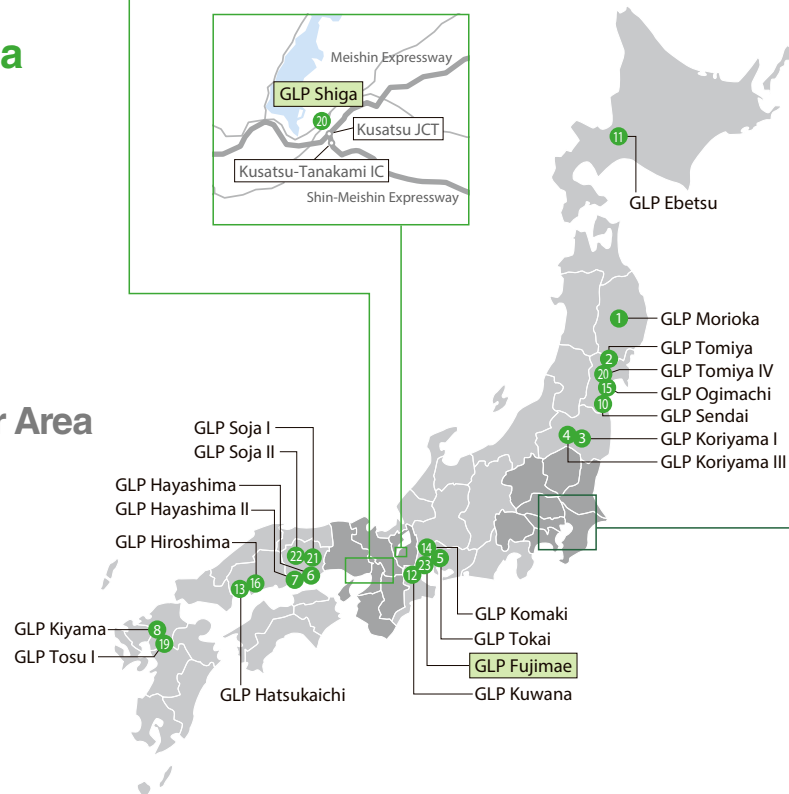 a
Meishin Expressway
GLP Shiga
20
Kusatsu JCT
Kusatsu-Tanakami IC
Shin-Meishin Expressway
11
GLP Ebetsu
1
GLP Morioka
2
GLP Tomiya
20
GLP Tomiya IV
15
GLP Ogimachi
10
GLP Sendai
4
3
GLP Koriyama I
GLP Koriyama III
r Area
GLP Soja I
GLP Soja II
GLP Hayashima
GLP Hayashima II
GLP Hiroshima
22
21
7
6
13
16
14
5
23
12
GLP Komaki
GLP Tokai
GLP Fujimae
GLP Kuwana
GLP Kiyama
8
GLP Tosu I
19
GLP Hatsukaichi